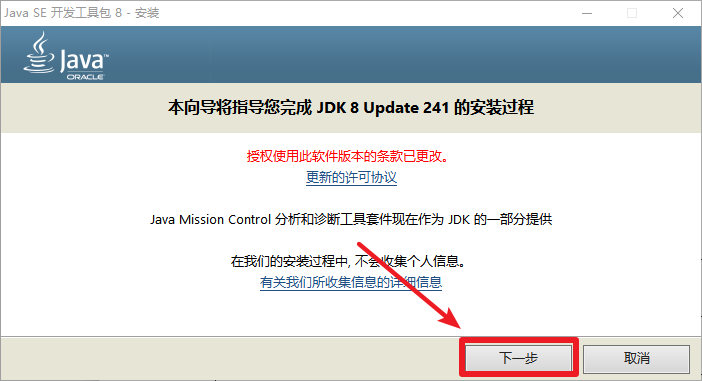 Java SE 开发工具包 8 - 安装
Java™
ORACLE
本向导将指导您完成 JDK 8 Update 241 的安装过程
授权使用此软件版本的条款已更改。
更新的许可协议
Java Mission Control 分析和诊断工具套件现在作为 JDK 的一部分提供
在我们的安装过程中, 不会收集个人信息。
有关我们所收集信息的详细信息
下一步
取消